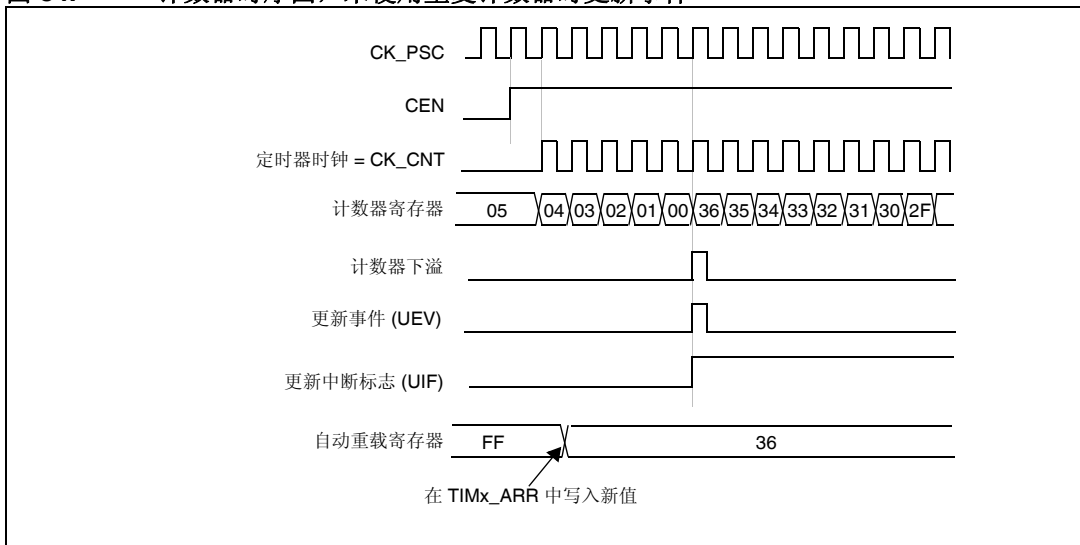 CK_PSC
CEN
定时器时钟 = CK_CNT
计数器寄存器 05 04 03 02 01 00 36 35 34 33 32 31 30 2F
计数器下溢
更新事件 (UEV)
更新中断标志 (UIF)
自动重载寄存器 FF 36
在 TIMx_ARR 中写入新值